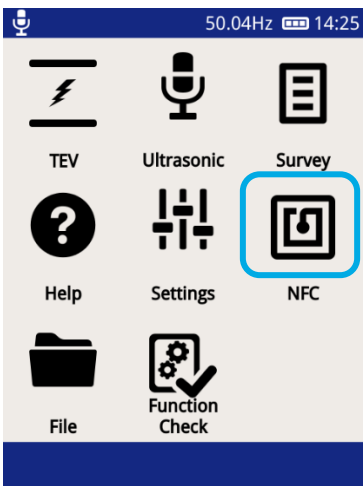 50.04Hz 14:25
TEV Ultrasonic Survey
Help Settings NFC
File Function
Check